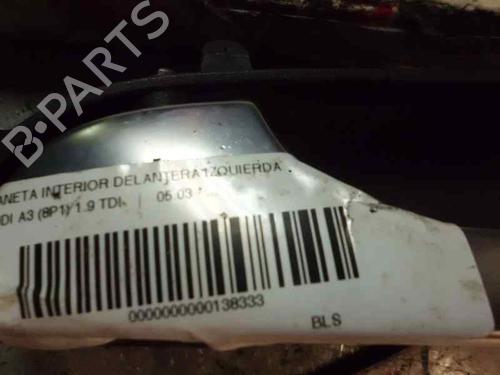 B-PARTS
ANETA INTERIOR DELANTERA IZQUIERDA
DI A3 (8P1) 1.9 TDI | 05.03
0000000000138333
BLS